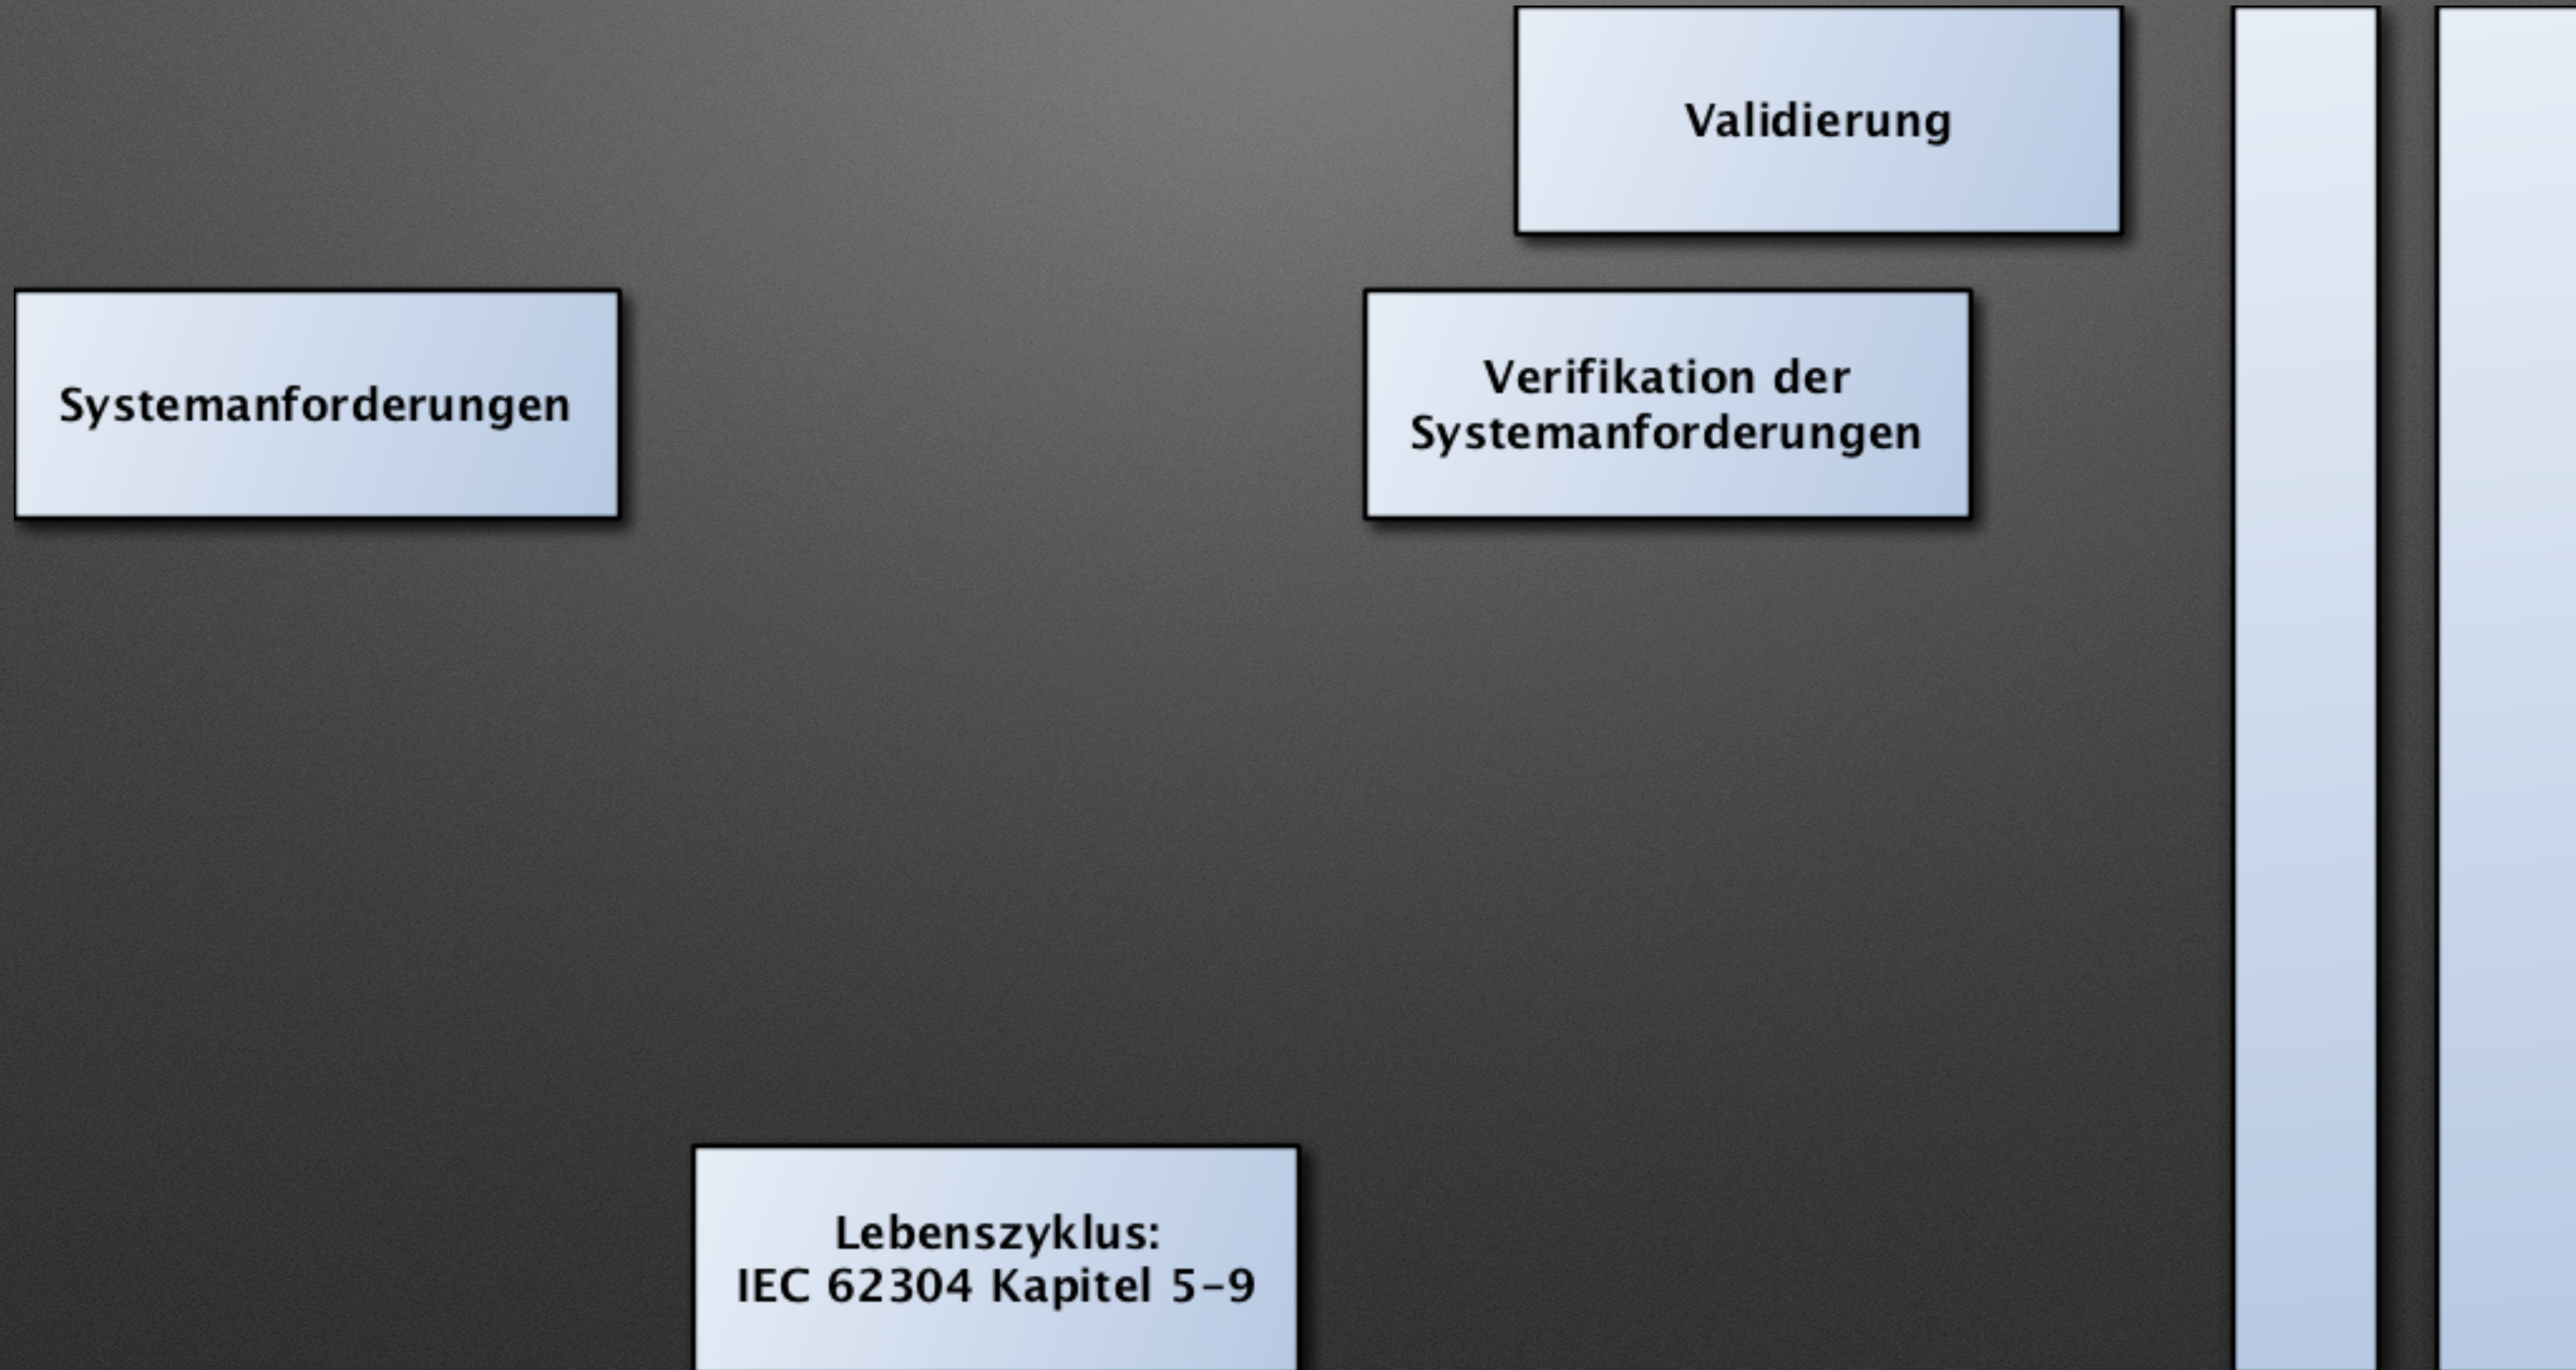 Validierung
Systemanforderungen
Verifikation der
Systemanforderungen
Lebenszyklus:
IEC 62304 Kapitel 5–9